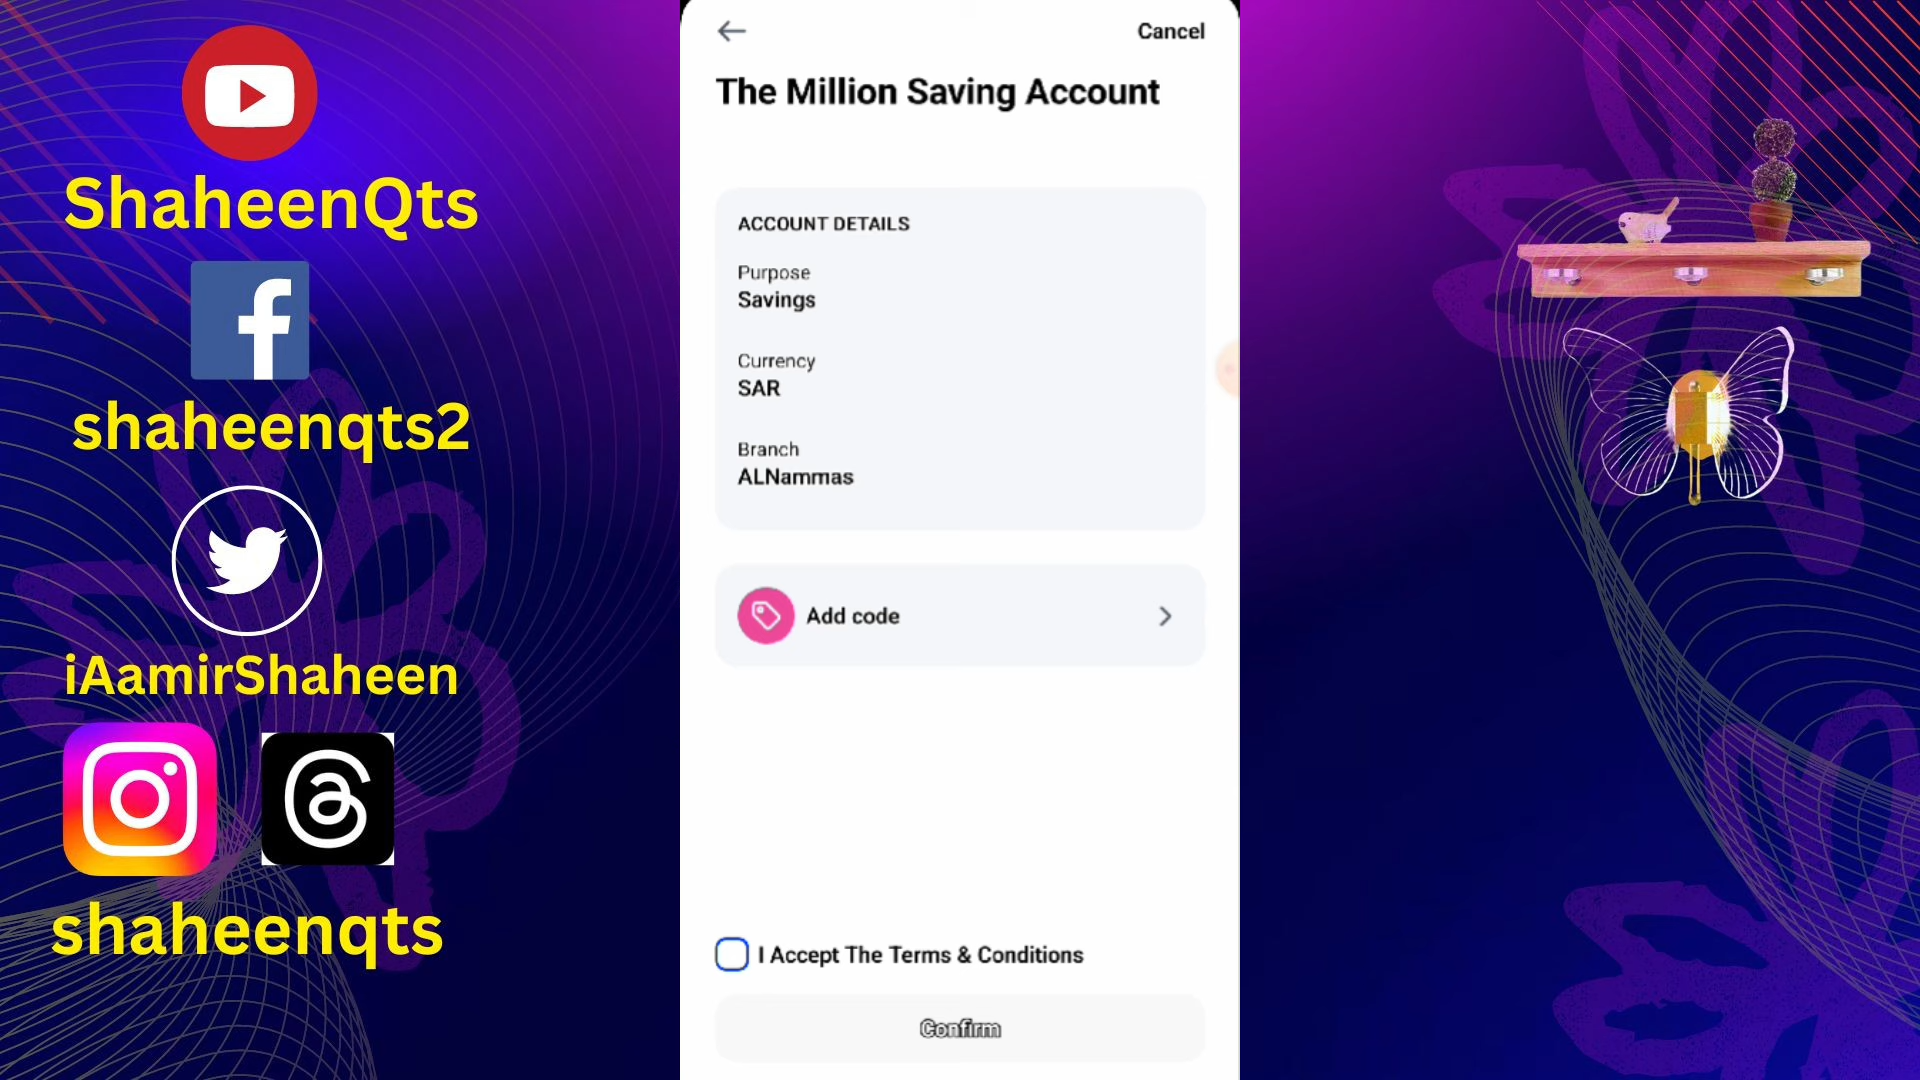 ShaheenQts
shaheenqts2
iAamirShaheen
shaheenqts
Cancel
The Million Saving Account
ACCOUNT DETAILS
Purpose
Savings
Currency
SAR
Branch
ALNammas
Add code
I Accept The Terms & Conditions
Confirm